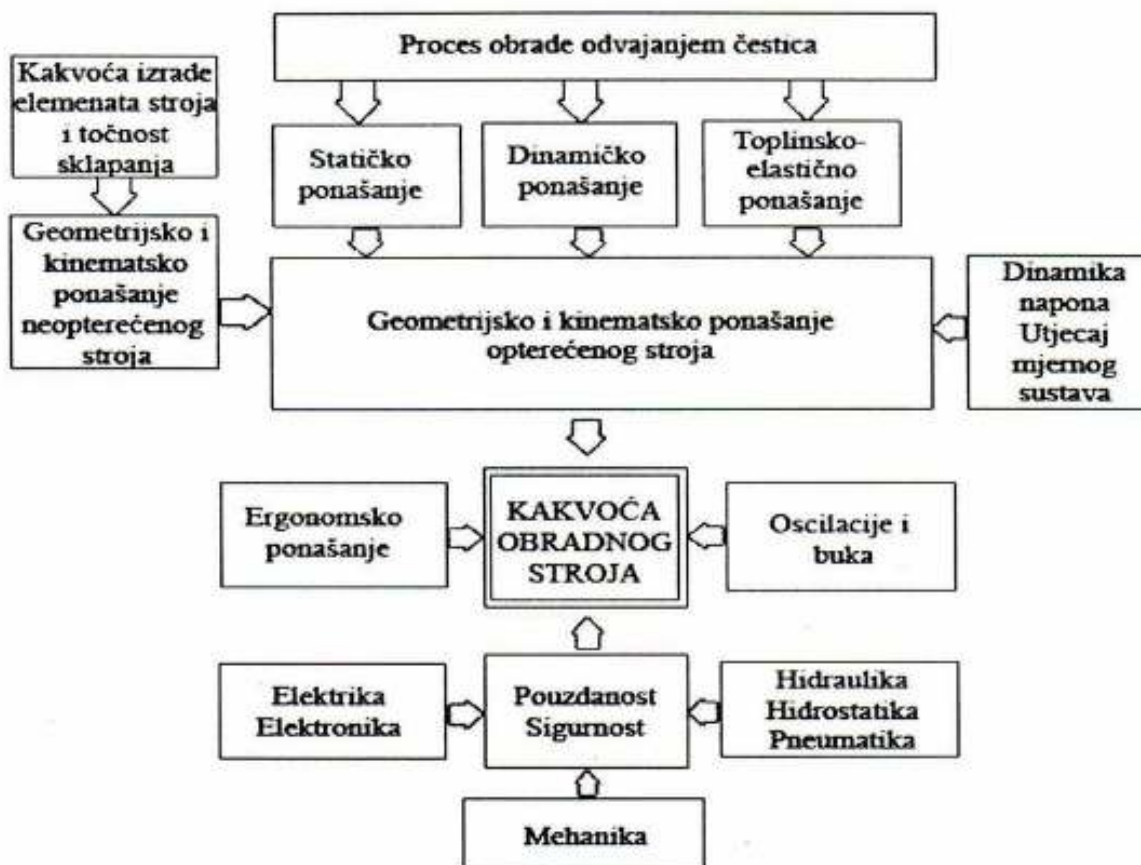 Proces obrade odvajanjem čestica
Kakvoća izrade
elemenata stroja
i točnost
sklapanja
Statičko
ponašanje
Dinamičko
ponašanje
Toplinsko-
elastično
ponašanje
Geometrijsko i
kinematsko
ponašanje
neopterećenog
stroja
Geometrijsko i kinematsko ponašanje
opterećenog stroja
Dinamika
napona
Utjecaj
mjernog
sustava
Ergonomsko
ponašanje
KAKVOĆA
OBRADNOG
STROJA
Oscilacije i
buka
Elektrika
Elektronika
Pouzdanost
Sigurnost
Hidraulika
Hidrostatika
Pneumatika
Mehanika